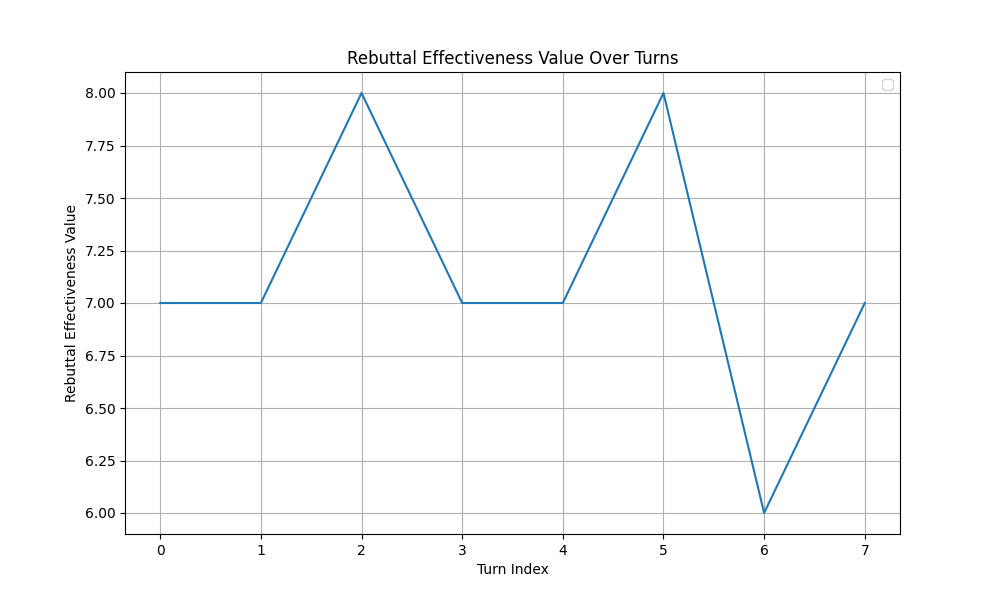 Rebuttal Effectiveness Value Over Turns
Rebuttal Effectiveness Value
8.00
7.75
7.50
7.25
7.00
6.75
6.50
6.25
6.00
0 1 2 3 4 5 6 7
Turn Index